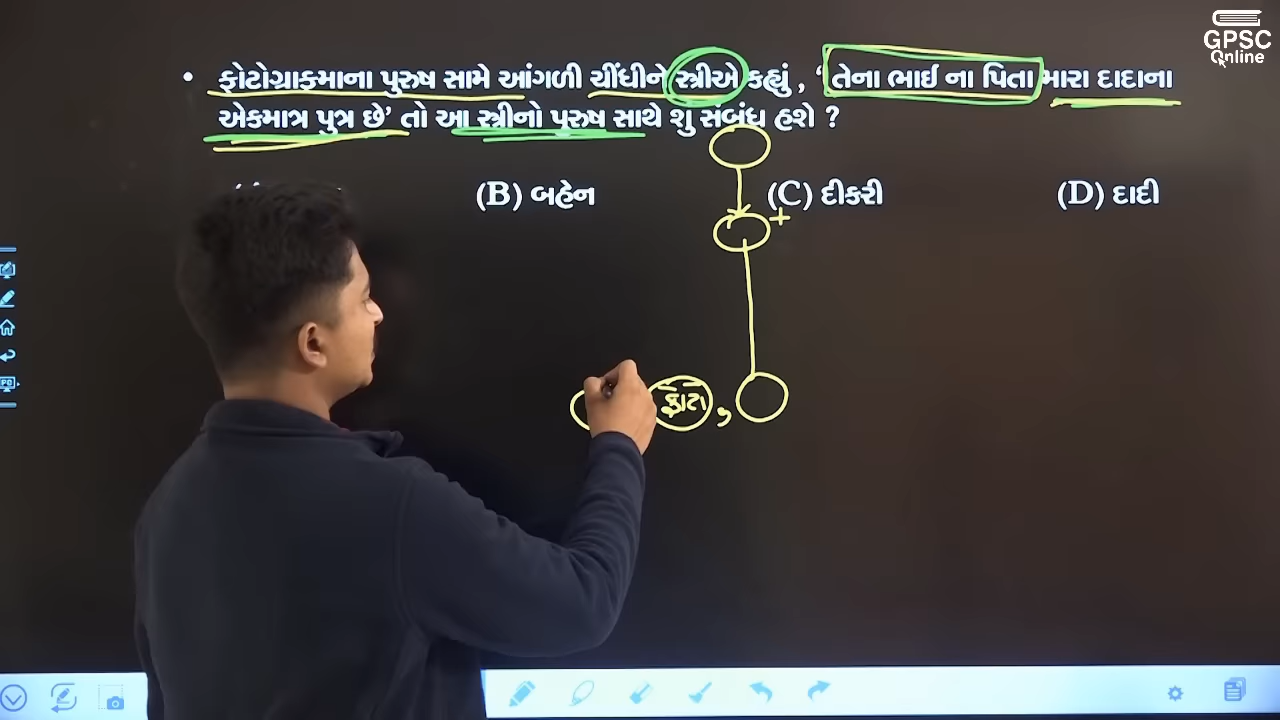 GPSC
Online
• ફોટોગ્રાફમાના પુરુષ સામે આંગળી ચીંધીને સ્ત્રીએ કહ્યું , ‘ તેના ભાઈ ના પિતા મારા દાદાના
એકમાત્ર પુત્ર છે’ તો આ સ્ત્રીનો પુરુષ સાથે શુ સંબંધ હશે ?
(B) બહેન (C) દીકરી (D) દાદી
+
ફોટો ,